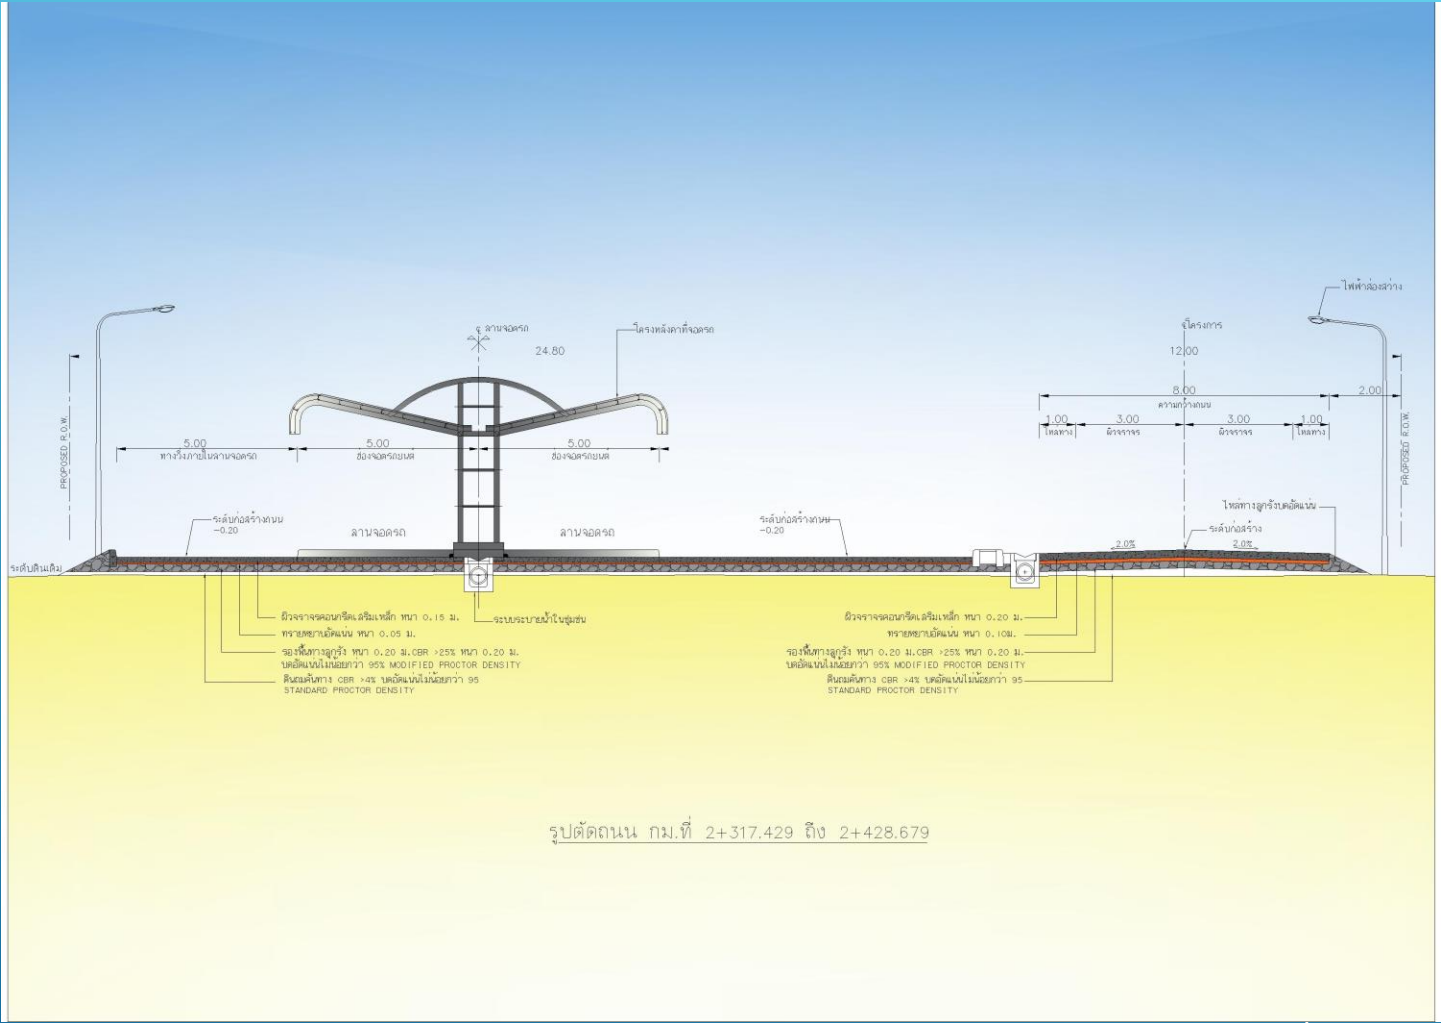 ไฟฟ้าส่องสว่าง
℄ ลานจอดรถ
โครงหลังคาที่จอดรถ
℄โครงการ
24.80
12.00
8.00
2.00
ความกว้างถนน
1.00
3.00
3.00
1.00
ไหล่ทาง
ผิวจราจร
ผิวจราจร
ไหล่ทาง
PROPOSED R.O.W.
5.00
5.00
5.00
PROPOSED R.O.W.
ทางวิ่งภายในลานจอดรถ
ช่องจอดรถยนต์
ช่องจอดรถยนต์
ไหล่ทางลูกรังบดอัดแน่น
ระดับก่อสร้างถนน
-0.20
ลานจอดรถ
ลานจอดรถ
ระดับก่อสร้างถนน
-0.20
ระดับก่อสร้าง
2.0%
2.0%
ระดับดินเดิม
ผิวจราจรคอนกรีตเสริมเหล็ก หนา 0.15 ม.
ระบบระบายน้ำในชุมชน
ทรายหยาบอัดแน่น หนา 0.05 ม.
รองพื้นทางลูกรัง หนา 0.20 ม.CBR >25% หนา 0.20 ม.
บดอัดแน่นไม่น้อยกว่า 95% MODIFIED PROCTOR DENSITY
ดินถมคันทาง CBR >4% บดอัดแน่นไม่น้อยกว่า 95
STANDARD PROCTOR DENSITY
ผิวจราจรคอนกรีตเสริมเหล็ก หนา 0.20 ม.
ทรายหยาบอัดแน่น หนา 0.10ม.
รองพื้นทางลูกรัง หนา 0.20 ม.CBR >25% หนา 0.20 ม.
บดอัดแน่นไม่น้อยกว่า 95% MODIFIED PROCTOR DENSITY
ดินถมคันทาง CBR >4% บดอัดแน่นไม่น้อยกว่า 95
STANDARD PROCTOR DENSITY
รูปตัดถนน กม.ที่ 2+317.429 ถึง 2+428.679